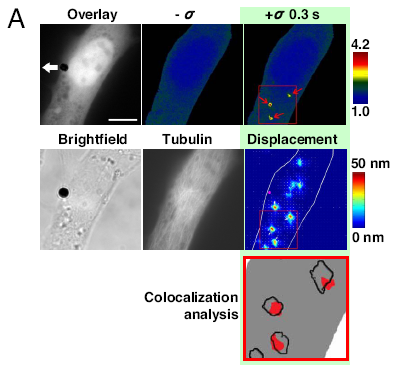 A
Overlay
- σ
+σ 0.3 s
4.2
1.0
Brightfield
Tubulin
Displacement
50 nm
0 nm
Colocalization
analysis